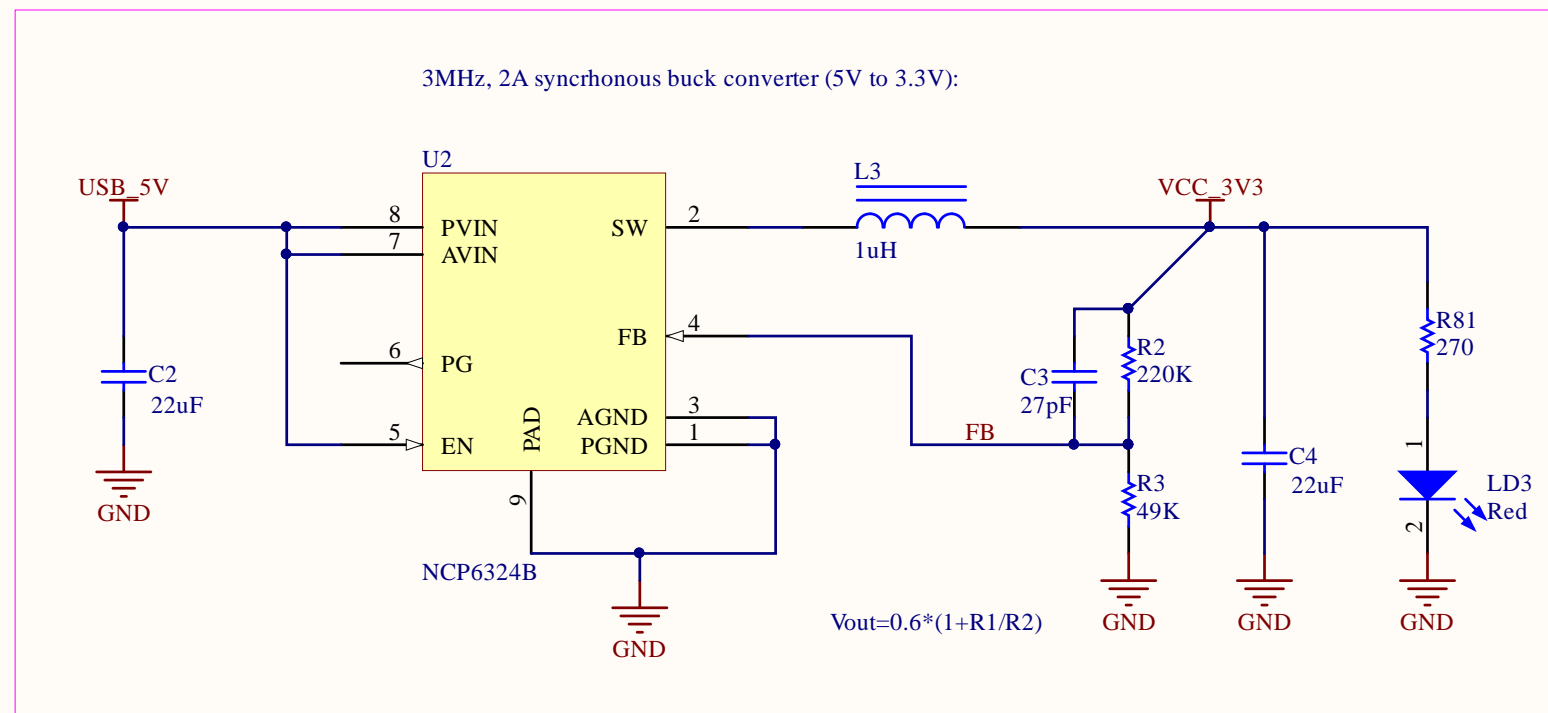 3MHz, 2A syncrhonous buck converter (5V to 3.3V):
U2
USB_5V
L3
VCC_3V3
8
PVIN
SW
2
7
AVIN
1uH
R81
270
FB
4
6
PG
R2
220K
C3
27pF
C2
22uF
AGND
3
5
EN
PAD
PGND
1
FB
1
C4
22uF
R3
49K
LD3
Red
9
2
GND
NCP6324B
GND
Vout=0.6*(1+R1/R2)
GND
GND
GND